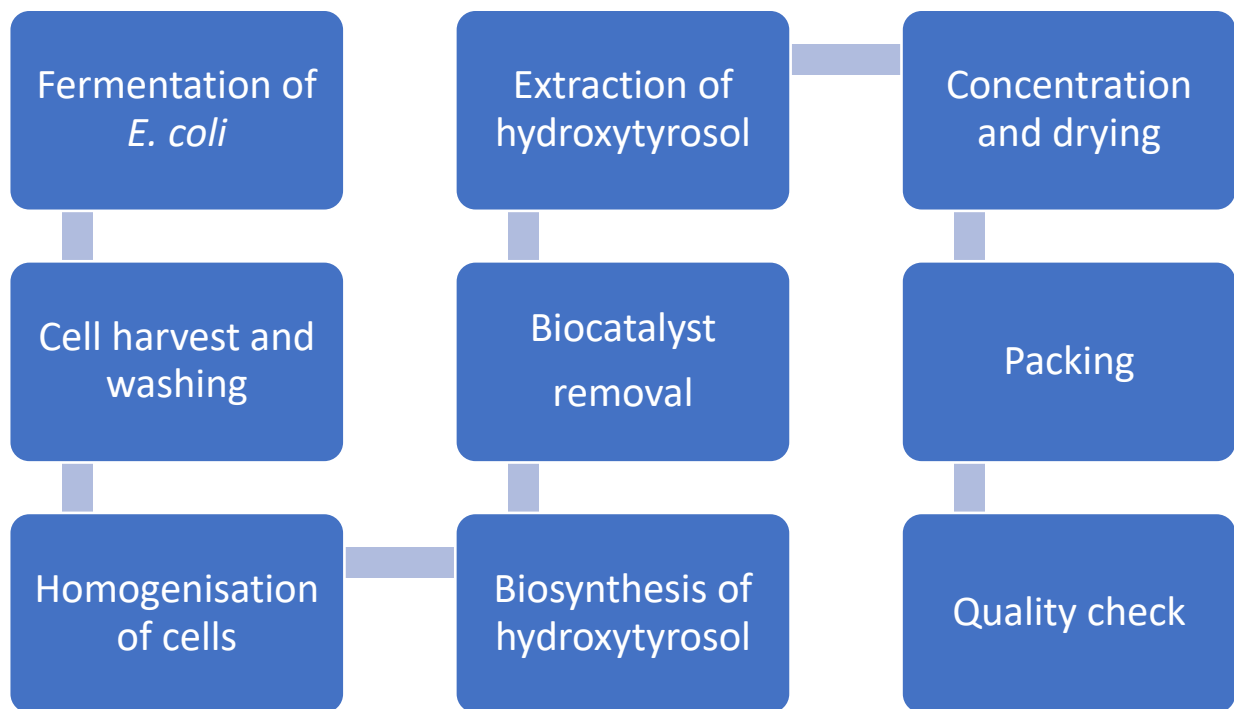 Fermentation of
E. coli
Cell harvest and
washing
Homogenisation
of cells
Biosynthesis of
hydroxytyrosol
Biocatalyst
removal
Extraction of
hydroxytyrosol
Concentration
and drying
Packing
Quality check